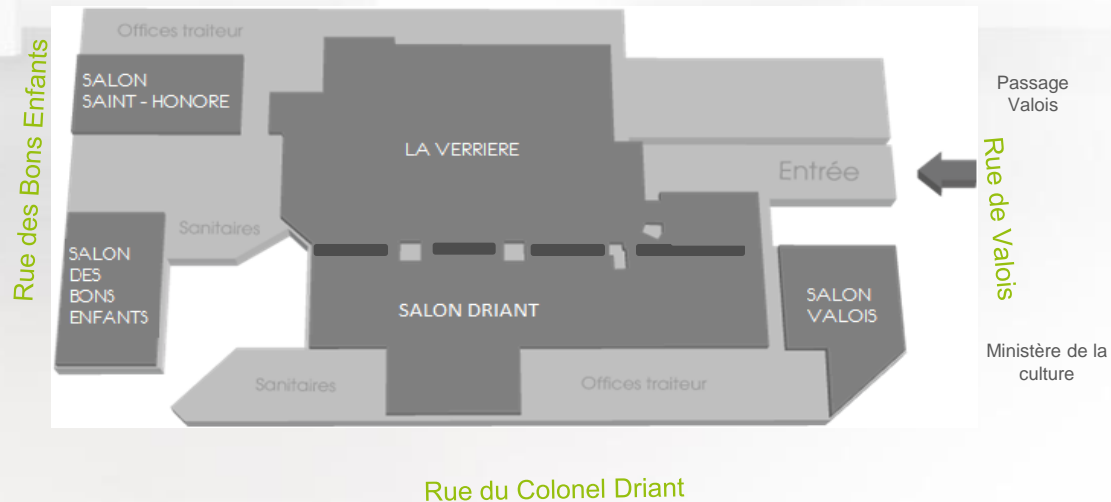 Offices traiteur
Rue des Bons Enfants
SALON
SAINT - HONORE
Passage
Valois
LA VERRIERE
Entrée
Rue de Valois
Sanitaires
SALON
DES
BONS
ENFANTS
SALON DRIANT
SALON
VALOIS
Ministère de la
culture
Sanitaires
Offices traiteur
Rue du Colonel Driant